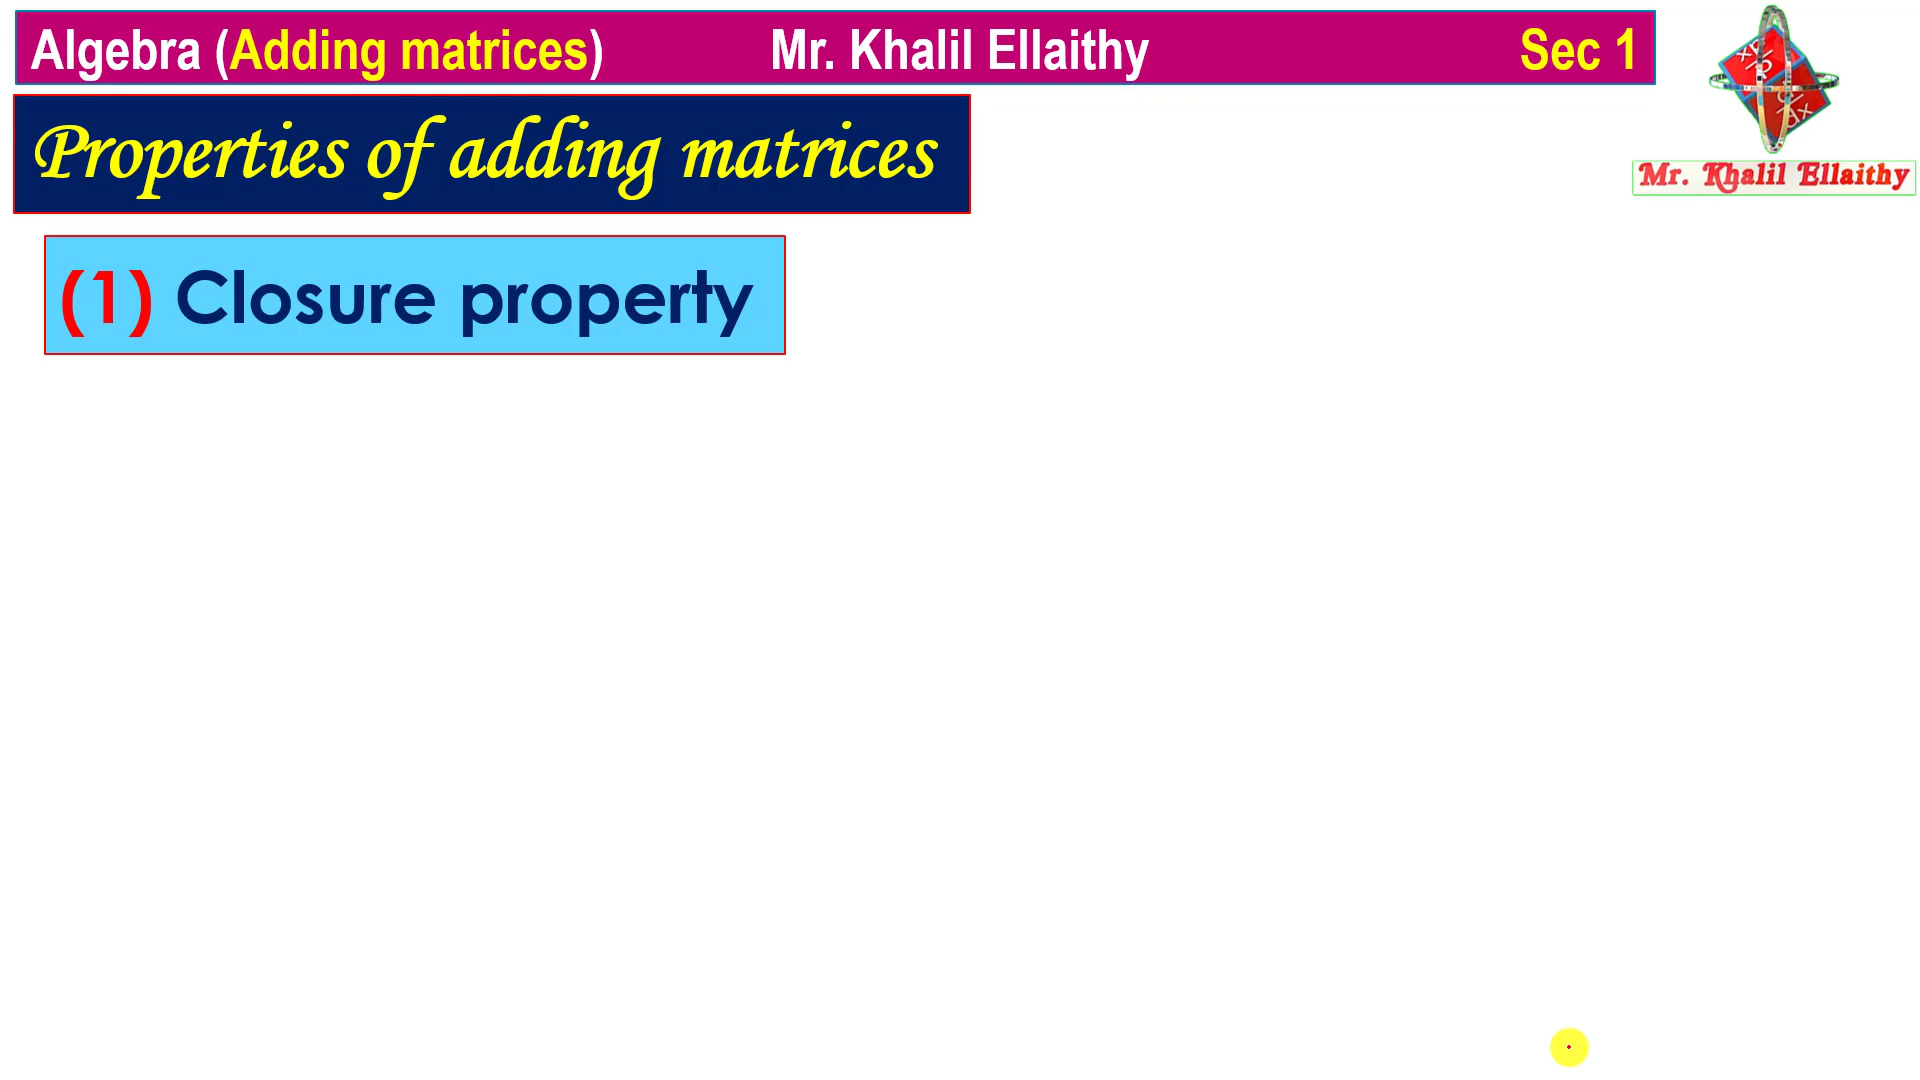 Algebra (Adding matrices) Mr. Khalil Ellaithy Sec 1
Mr. Khalil Ellaithy
Properties of adding matrices
(1) Closure property